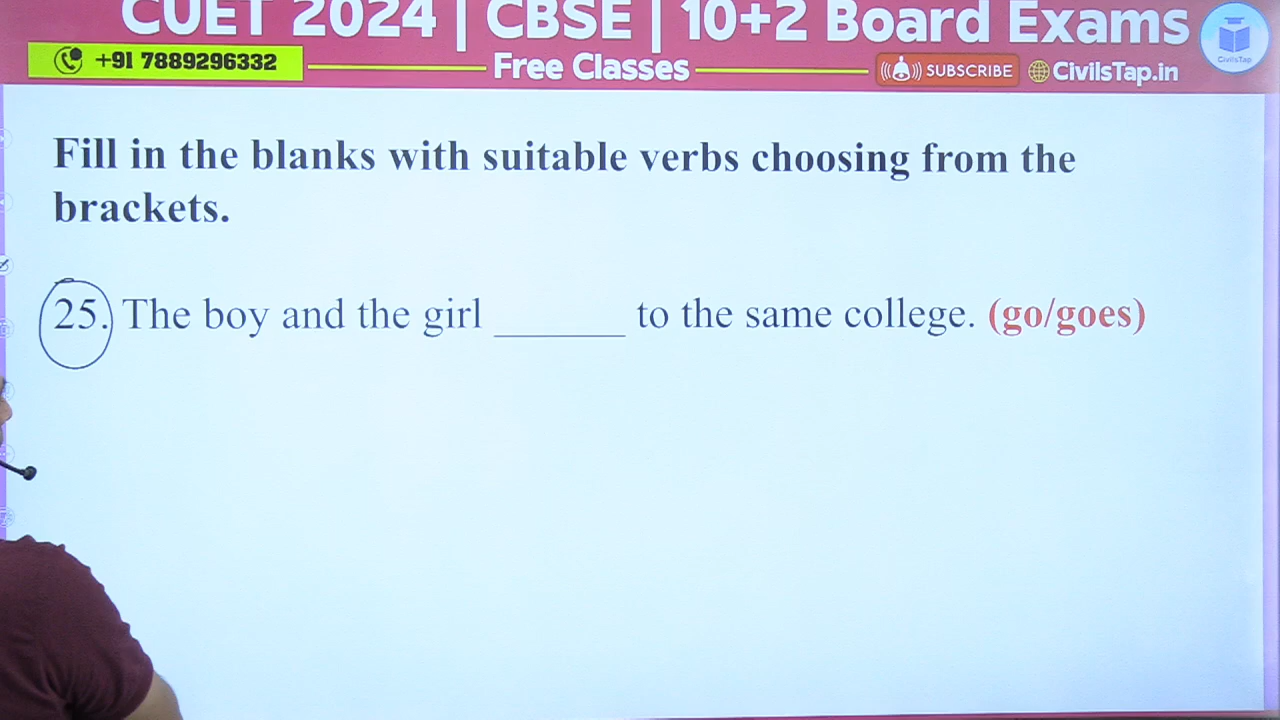 CUET 2024 | CBSE | 10+2 Board Exams
+91 7889296332
Free Classes
SUBSCRIBE
CivilsTap.in
CivilsTap
Fill in the blanks with suitable verbs choosing from the
brackets.
25. The boy and the girl _______ to the same college. (go/goes)